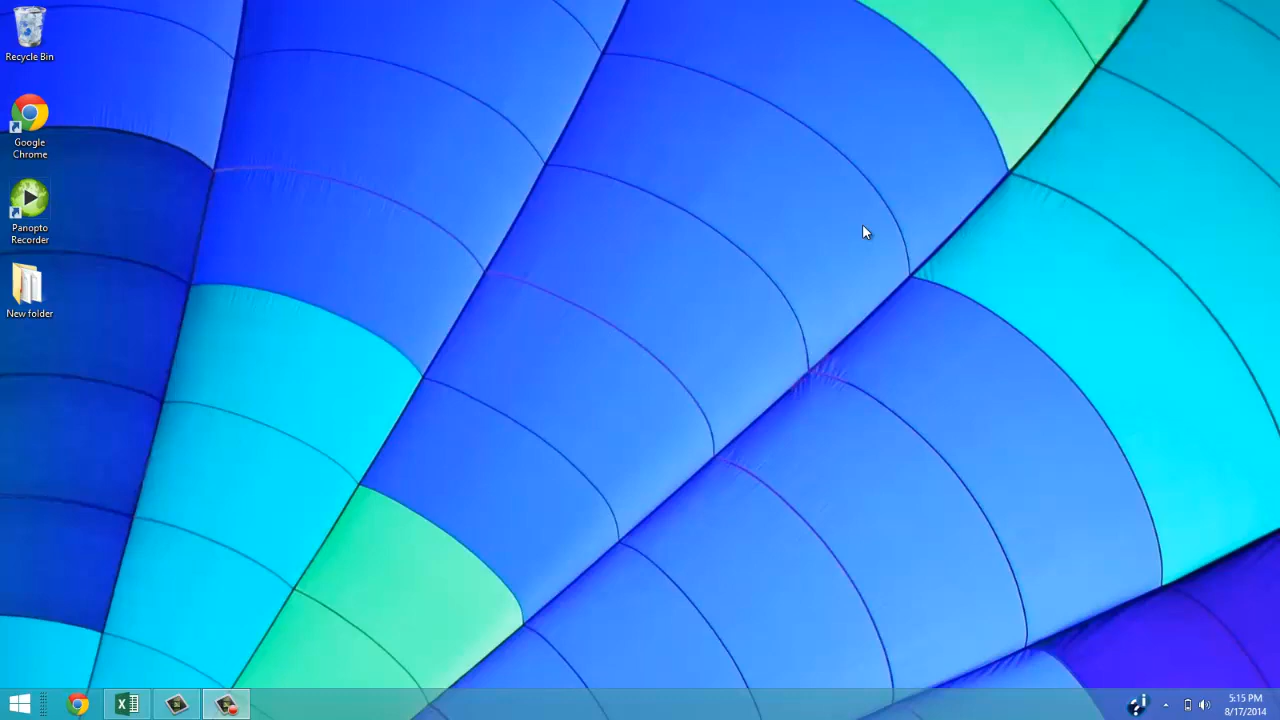 Recycle Bin
Google
Chrome
Panopto
Recorder
New folder
5:15 PM
8/17/2014